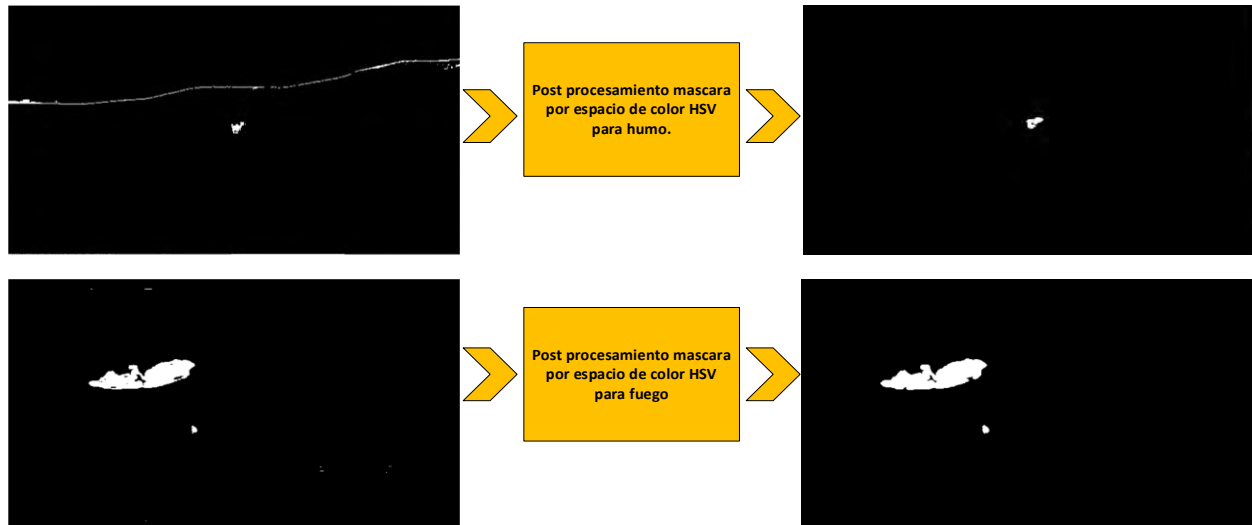 Post procesamiento mascara
por espacio de color HSV
para humo.
Post procesamiento mascara
por espacio de color HSV
para fuego